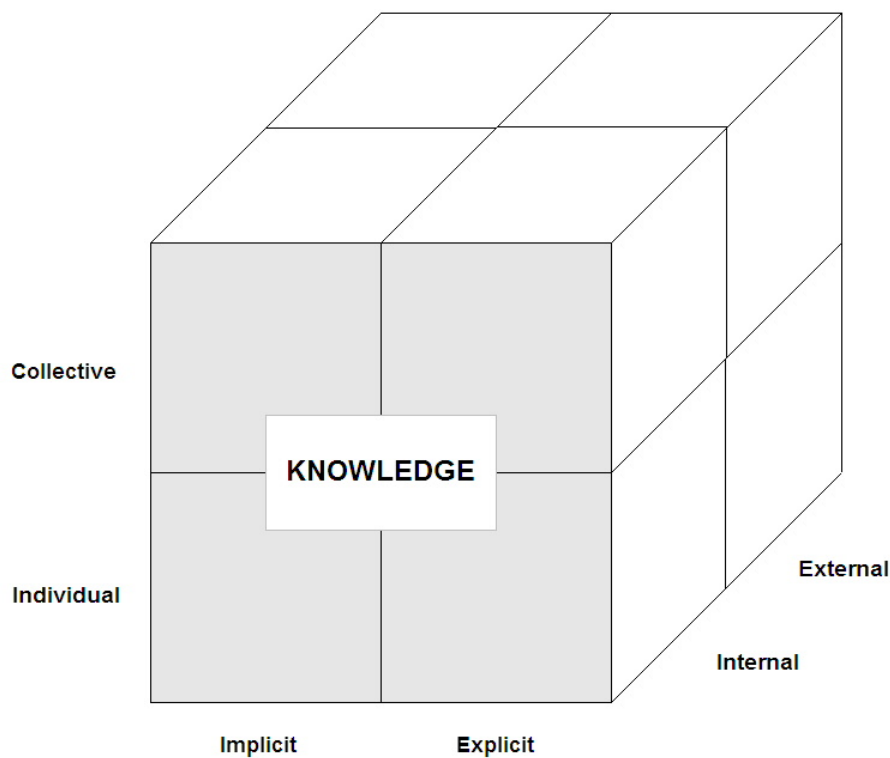 Collective
KNOWLEDGE
Individual
External
Internal
Implicit Explicit